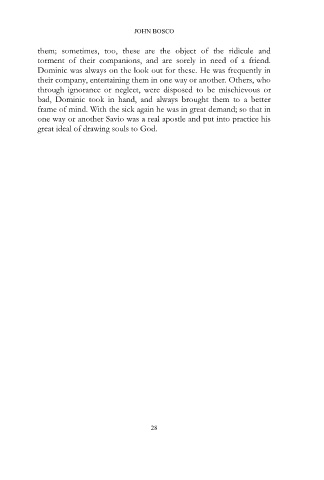 JOHN BOSCO
them; sometimes, too, these are the object of the ridicule and
torment of their companions, and are sorely in need of a friend.
Dominic was always on the look out for these. He was frequently in
their company, entertaining them in one way or another. Others, who
through ignorance or neglect, were disposed to be mischievous or
bad, Domanic took in hand, and always brought them to a better
frame of mind. With the sick again he was in great demand; so that in
one way or another Savio was a real apostle and put into practice his
great ideal of drawing souls to God.
28